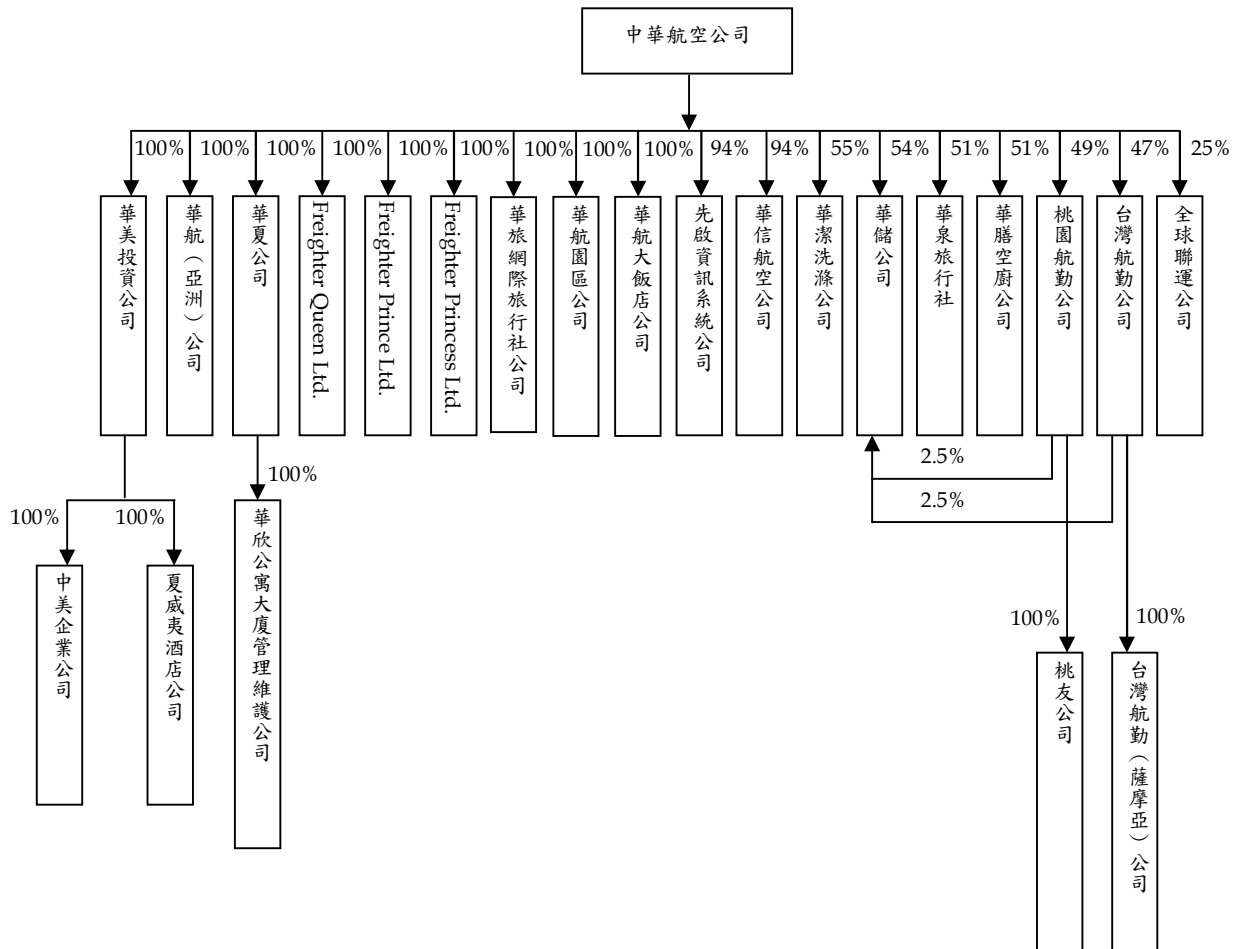 中華航空公司
100%
100%
100%
100%
100%
100%
100%
100%
100%
94%
94%
55%
54%
51%
51%
49%
47%
25%
華美投資公司
華航（亞洲）公司
華夏公司
Freighter Queen Ltd.
Freighter Prince Ltd.
Freighter Princess Ltd.
華旅網際旅行社公司
華航園區公司
華航大飯店公司
先啟資訊系統公司
華信航空公司
華潔洗滌公司
華儲公司
華泉旅行社
華膳空廚公司
桃園航勤公司
台灣航勤公司
全球聯運公司
2.5%
2.5%
100%
100%
100%
中美企業公司
夏威夷酒店公司
華欣公寓大廈管理維護公司
100%
100%
桃友公司
台灣航勤（薩摩亞）公司